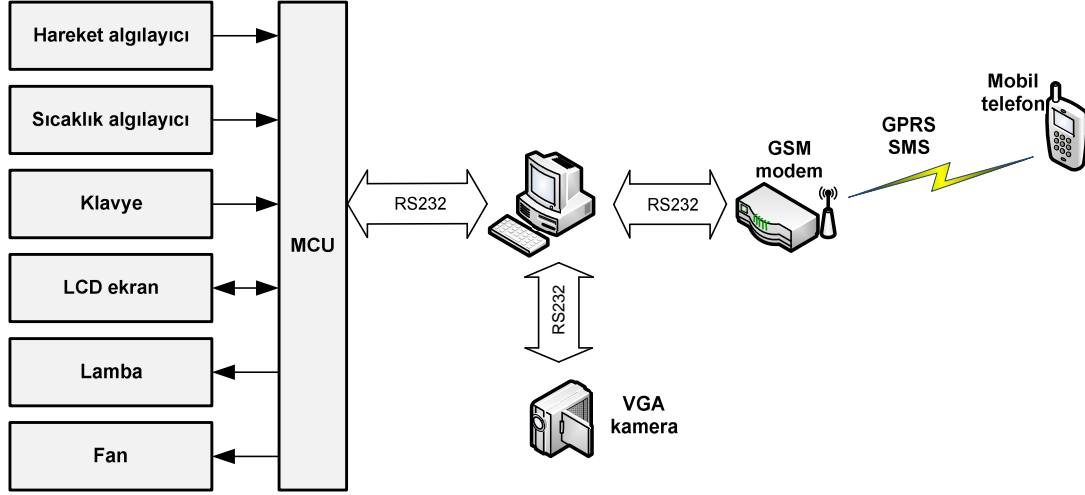 Hareket algılayıcı
Sıcaklık algılayıcı
Klavye
LCD ekran
Lamba
Fan
MCU
RS232
RS232
RS232
VGA
kamera
GSM
modem
GPRS
SMS
Mobil
telefon